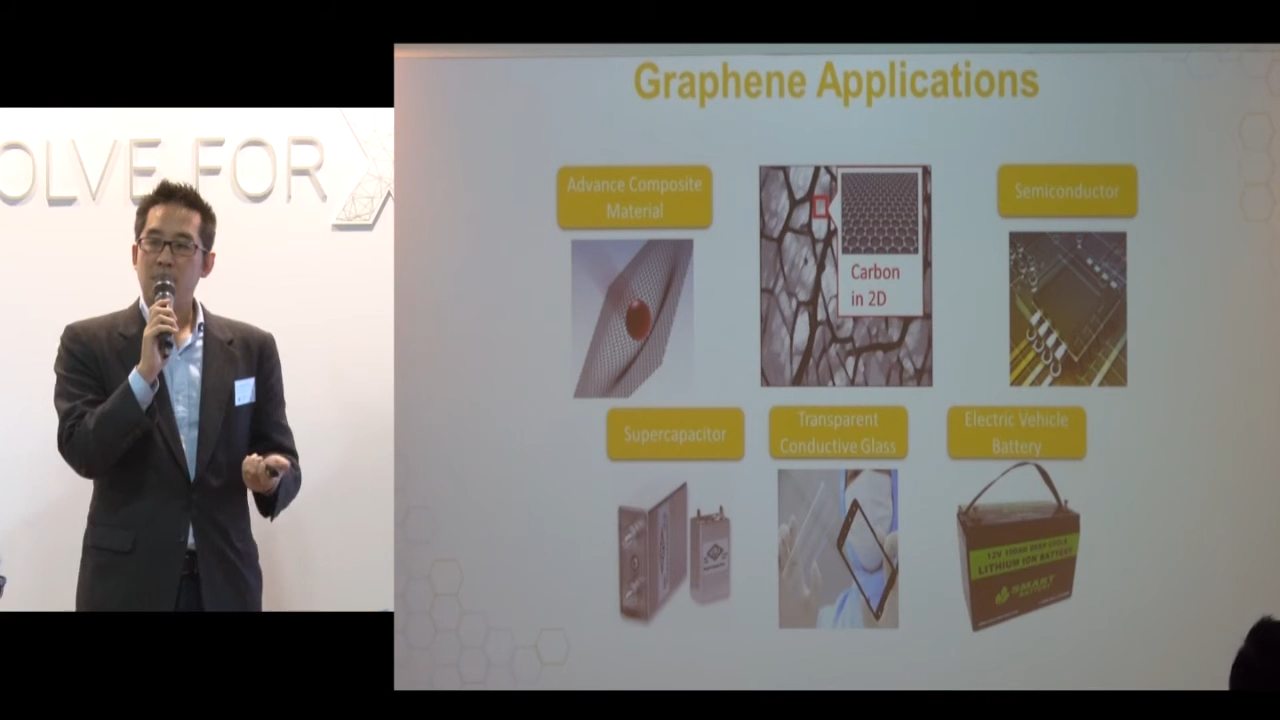 OLVE FOR X
Graphene Applications
Advance Composite
Material
Carbon
in 2D
Semiconductor
Supercapacitor
Transparent
Conductive Glass
Electric Vehicle
Battery
LITHIUM ION BATTERY
SMART
BATTERY